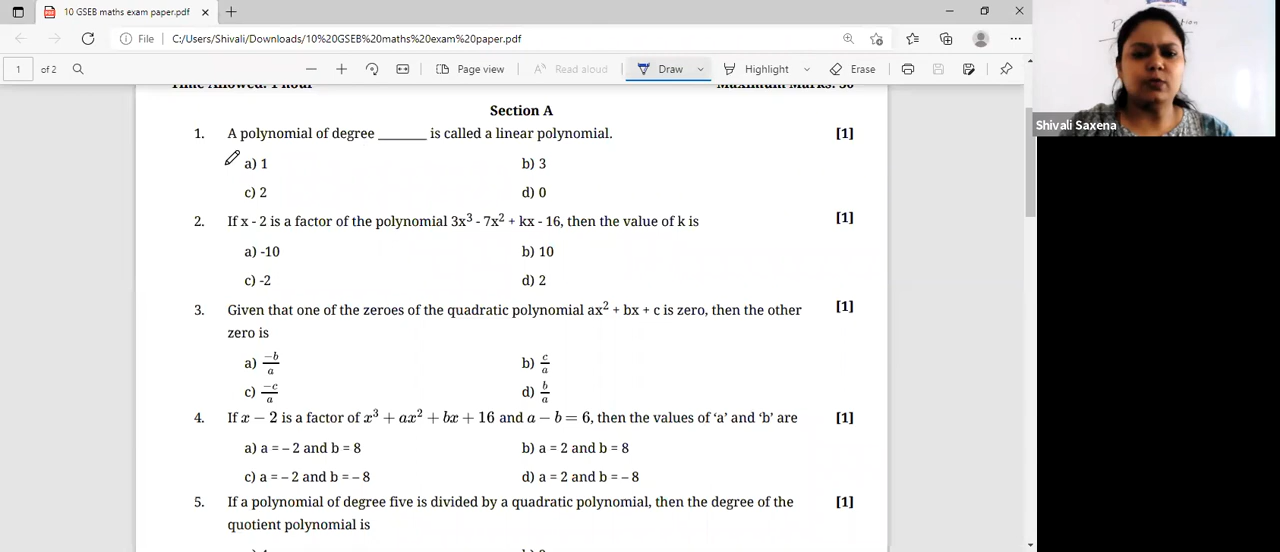 10 GSEB maths exam paper.pdf
File C:/Users/Shivali/Downloads/10%20GSEB%20maths%20exam%20paper.pdf
1 of 2 Page view Read aloud Draw Highlight Erase
Time Allowed: 1 hour Maximum Marks: 30
Section A
1. A polynomial of degree _______ is called a linear polynomial. [1]
a) 1 b) 3
c) 2 d) 0
2. If x - 2 is a factor of the polynomial 3x³ - 7x² + kx - 16, then the value of k is [1]
a) -10 b) 10
c) -2 d) 2
3. Given that one of the zeroes of the quadratic polynomial ax² + bx + c is zero, then the other [1]
zero is
a) −b/a b) c/a
c) −c/a d) b/a
4. If x − 2 is a factor of x³ + ax² + bx + 16 and a − b = 6, then the values of ‘a’ and ‘b’ are [1]
a) a = – 2 and b = 8 b) a = 2 and b = 8
c) a = – 2 and b = – 8 d) a = 2 and b = – 8
5. If a polynomial of degree five is divided by a quadratic polynomial, then the degree of the [1]
quotient polynomial is
Shivali Saxena